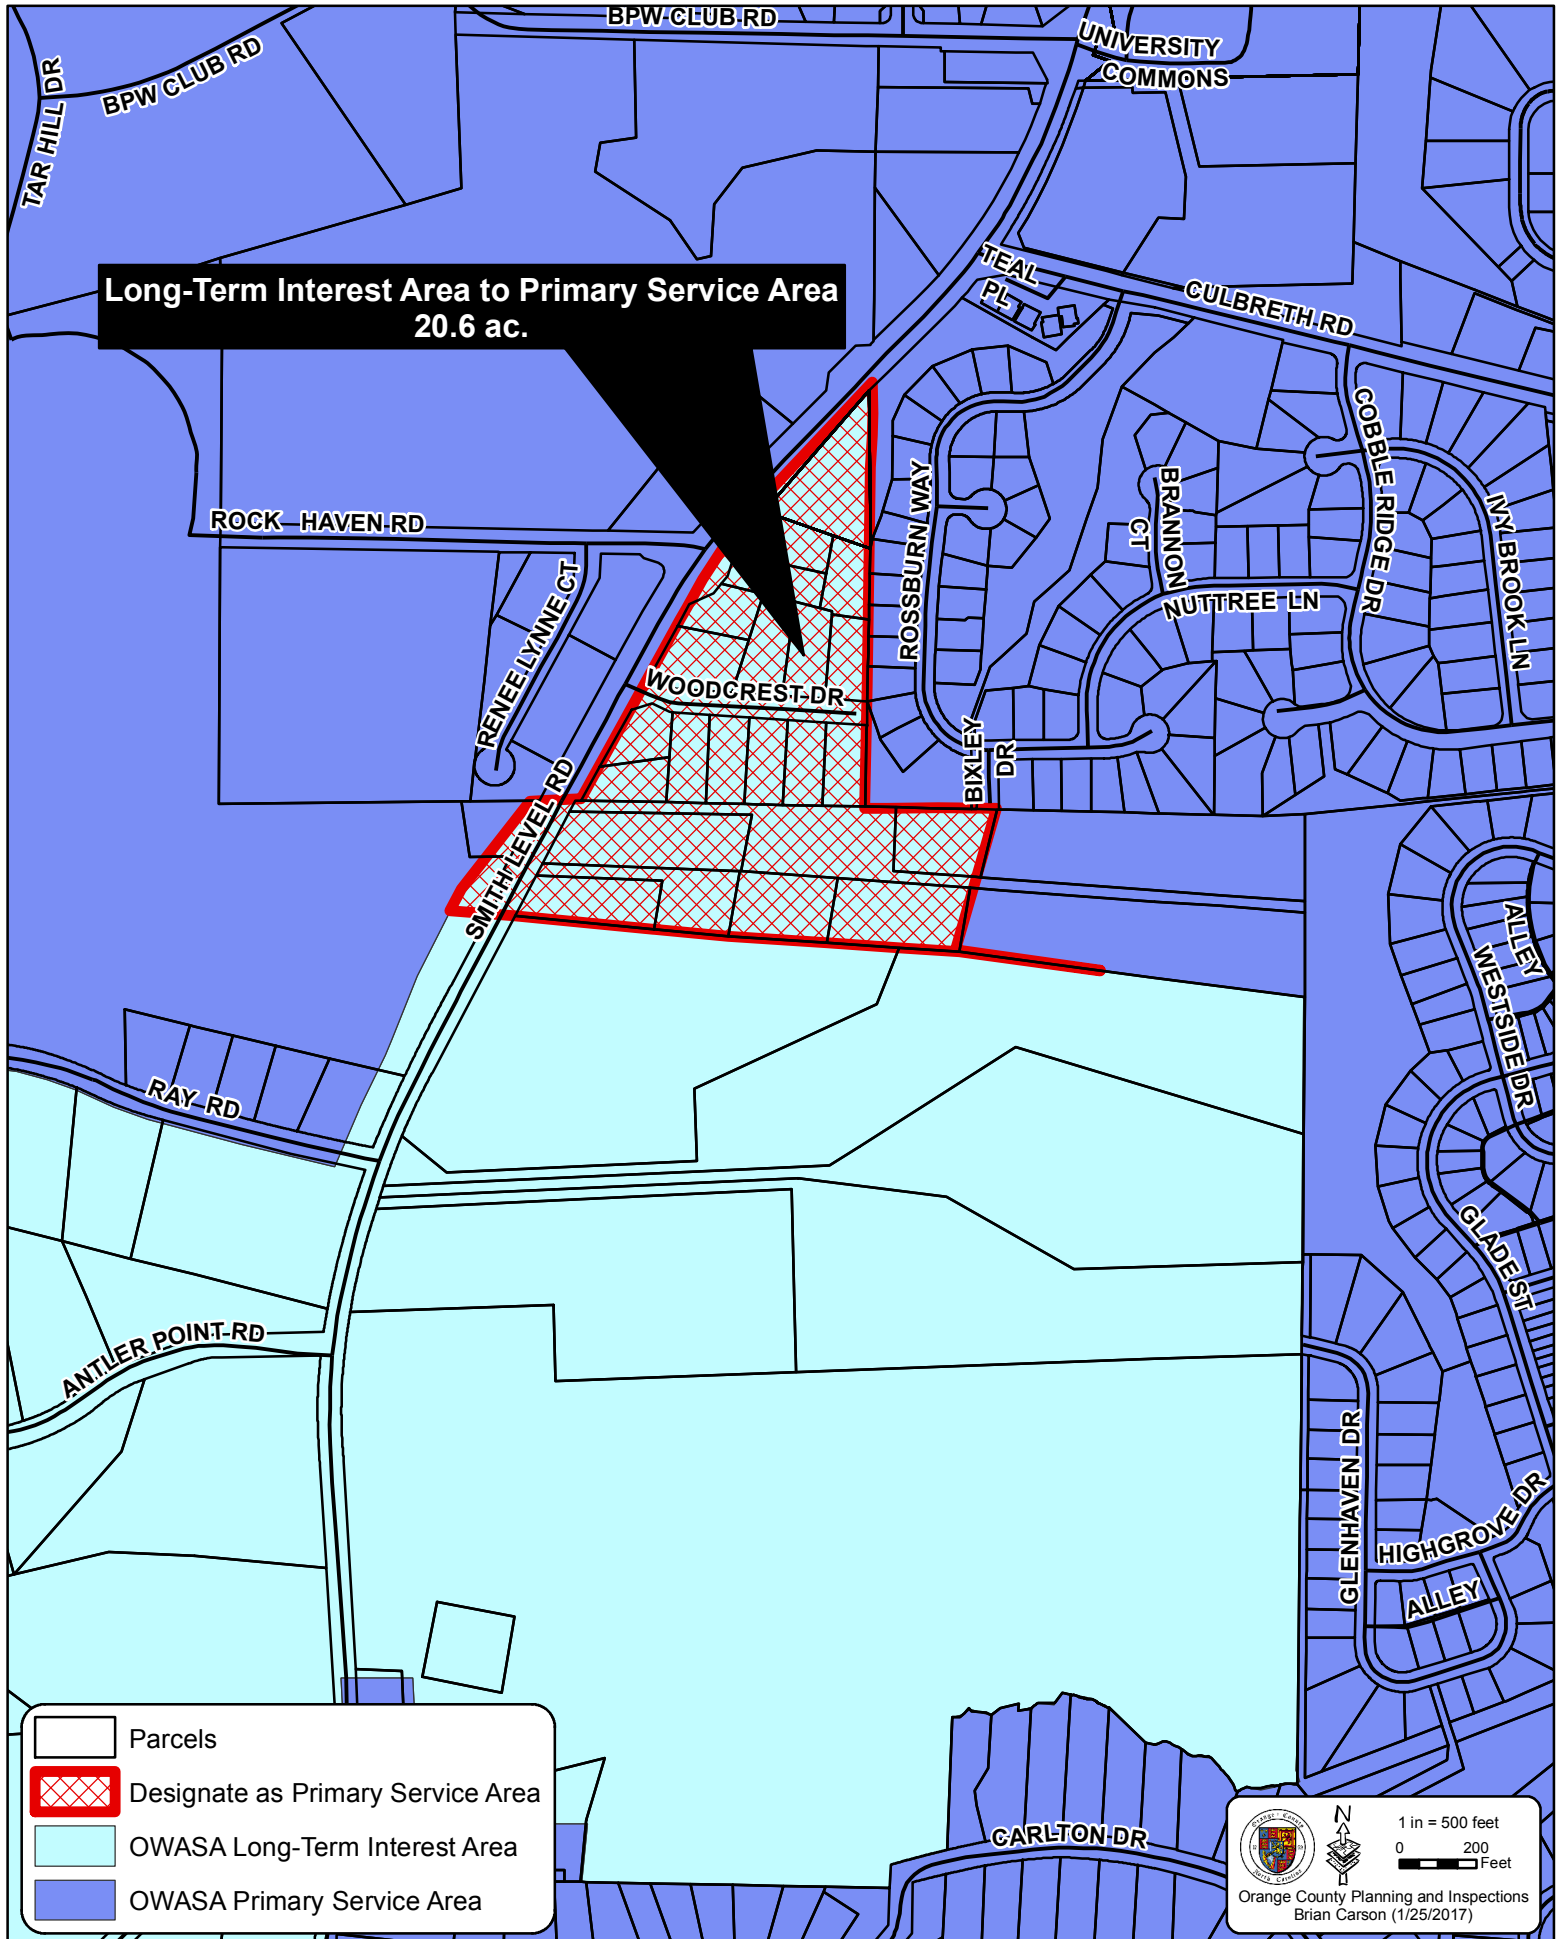 BPW CLUB RD
UNIVERSITY
COMMONS
BPW CLUB RD
TAR HILL DR
Long-Term Interest Area to Primary Service Area
20.6 ac.
TEAL
PL
CULBRETH RD
COBBLE RIDGE DR
IVYBROOK LN
BRANNON
CT
NUTTREE LN
ROSSBURN WAY
ROCK HAVEN RD
RENEE LYNNE CT
WOODCREST DR
BIXLEY
DR
SMITH LEVEL RD
ALLEY
WESTSIDE DR
RAY RD
GLADE ST
ANTLER POINT RD
GLENHAVEN DR
HIGHGROVE DR
ALLEY
CARLTON DR
Parcels
Designate as Primary Service Area
OWASA Long-Term Interest Area
OWASA Primary Service Area
Orange County
North Carolina
N
1 in = 500 feet
0 200
Feet
Orange County Planning and Inspections
Brian Carson (1/25/2017)